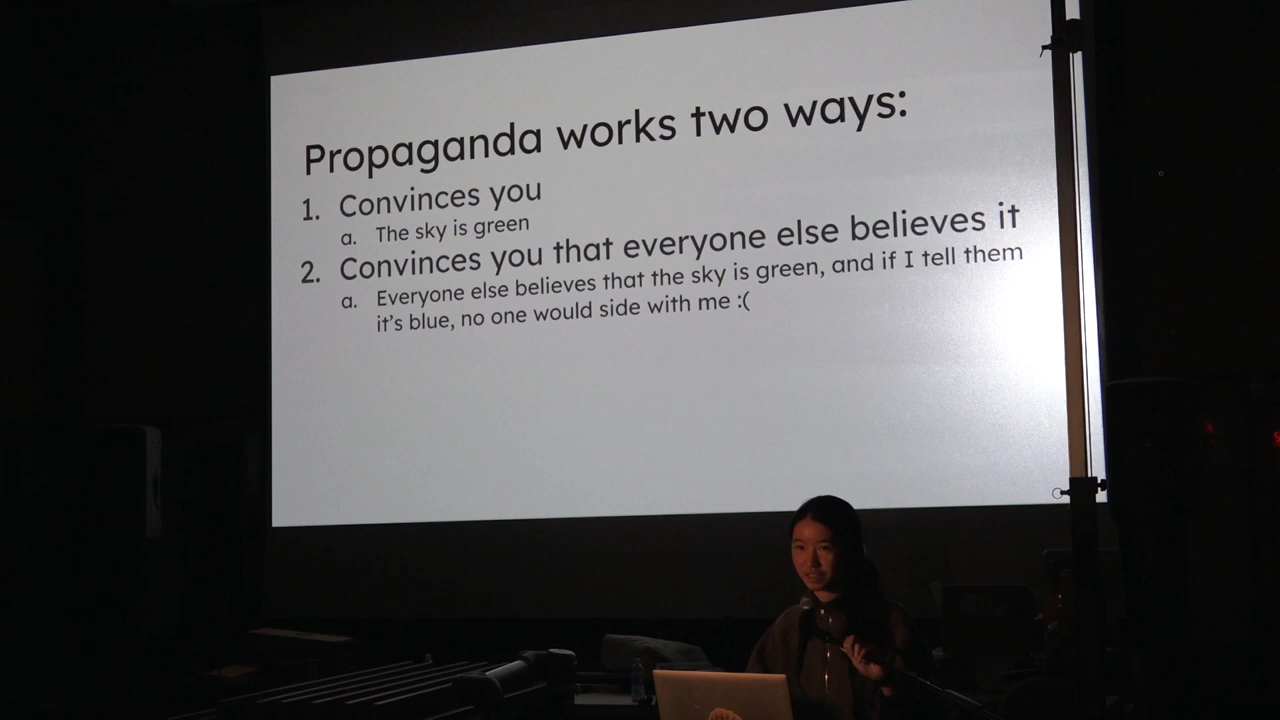 Propaganda works two ways:
1. Convinces you
a. The sky is green
2. Convinces you that everyone else believes it
a. Everyone else believes that the sky is green, and if I tell them
it's blue, no one would side with me :(